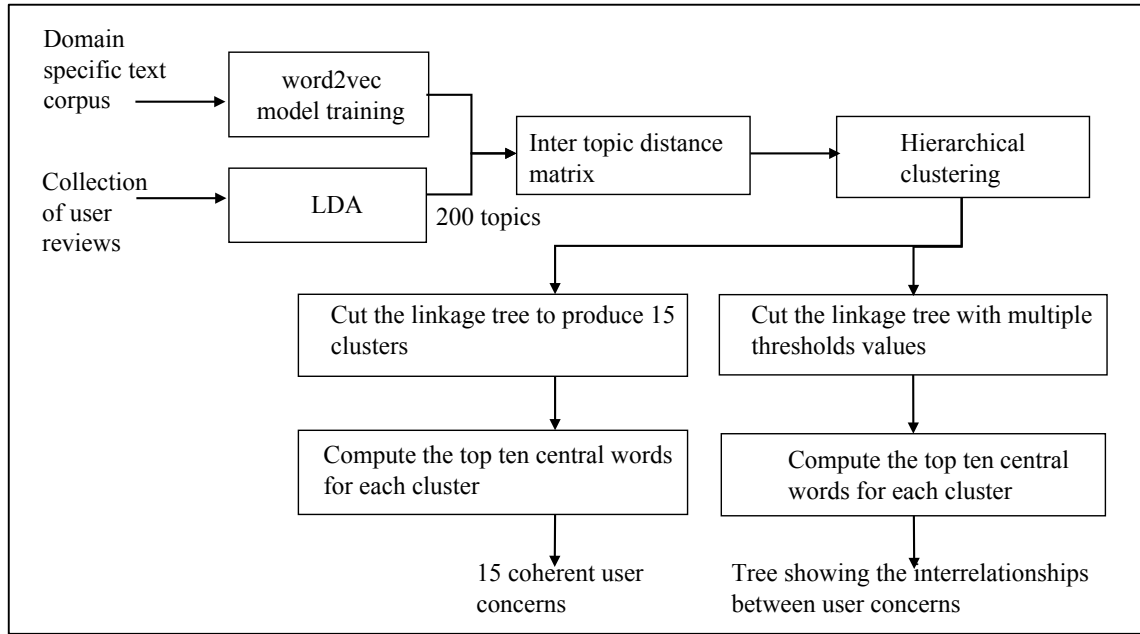 Domain
specific text
corpus
word2vec
model training
Inter topic distance
matrix
Hierarchical
clustering
Collection
of user
reviews
LDA
200 topics
Cut the linkage tree to produce 15
clusters
Cut the linkage tree with multiple
thresholds values
Compute the top ten central words
for each cluster
Compute the top ten central
words for each cluster
15 coherent user
concerns
Tree showing the interrelationships
between user concerns